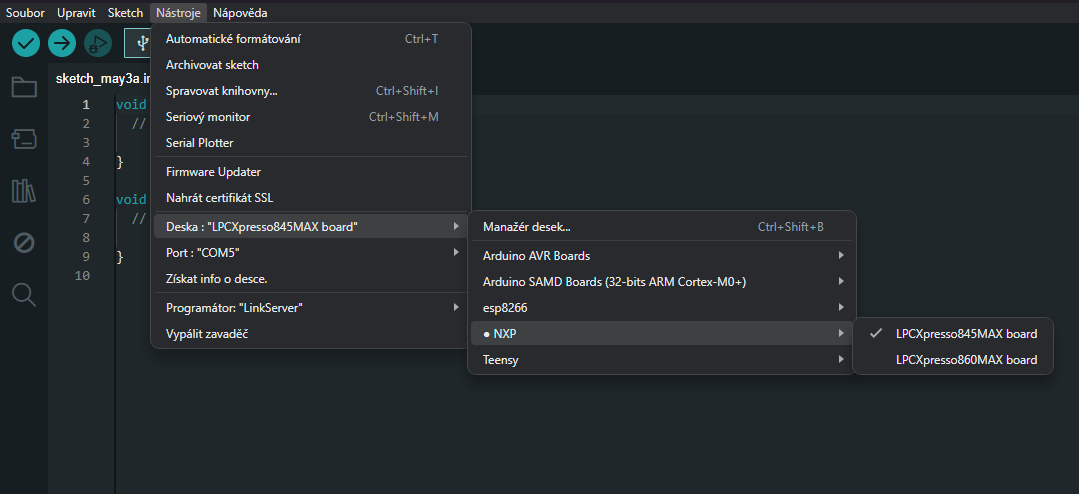 Soubor Upravit Sketch Nástroje Nápověda
Automatické formátování Ctrl+T
Archivovat sketch
Spravovat knihovny... Ctrl+Shift+I
Seriový monitor Ctrl+Shift+M
Serial Plotter
Firmware Updater
Nahrát certifikát SSL
Deska : "LPCXpresso845MAX board"
Port : "COM5"
Získat info o desce.
Programátor: "LinkServer"
Vypálit zavaděč
Manažér desek... Ctrl+Shift+B
Arduino AVR Boards
Arduino SAMD Boards (32-bits ARM Cortex-M0+)
esp8266
● NXP
Teensy
LPCXpresso845MAX board
LPCXpresso860MAX board
sketch_may3a.in
1 void
2 //
3
4 }
5
6 void
7 //
8
9 }
10